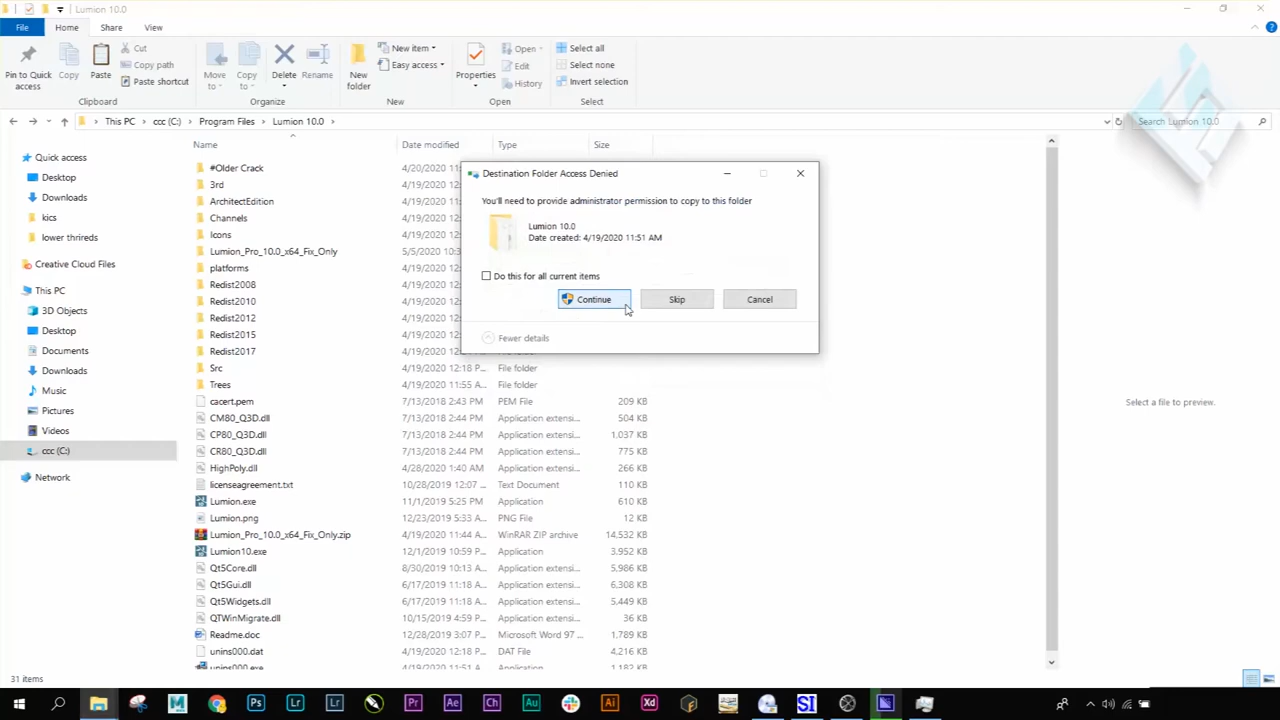 Lumion 10.0
File
Home
Share
View
Pin to Quick access
Copy
Paste
Cut
Copy path
Paste shortcut
Clipboard
Move to
Copy to
Delete
Rename
Organize
New folder
New item
Easy access
New
Properties
Open
Edit
History
Open
Select all
Select none
Invert selection
Select
This PC > ccc (C:) > Program Files > Lumion 10.0 >
Search Lumion 10.0
Name Date modified Type Size
Quick access
Desktop
Downloads
kics
lower thrireds
Creative Cloud Files
This PC
3D Objects
Desktop
Documents
Downloads
Music
Pictures
Videos
ccc (C:)
Network
#Older Crack 4/20/2020 11:
3rd 4/19/2020
ArchitectEdition 4/19/2020
Channels 4/19/2020
Icons 4/19/2020
Lumion_Pro_10.0_x64_Fix_Only 5/5/2020 10:
platforms 4/19/2020
Redist2008 4/19/2020
Redist2010 4/19/2020
Redist2012 4/19/2020
Redist2015 4/19/2020
Redist2017 4/19/2020
Src 4/19/2020 12:18 P... File folder
Trees 4/19/2020 11:55 A... File folder
cacert.pem 7/13/2018 2:43 PM PEM File 209 KB
CM80_Q3D.dll 7/13/2018 2:44 PM Application extensi... 504 KB
CP80_Q3D.dll 7/13/2018 2:44 PM Application extensi... 1,037 KB
CR80_Q3D.dll 7/13/2018 2:44 PM Application extensi... 775 KB
HighPoly.dll 4/28/2020 1:40 AM Application extensi... 266 KB
licenseagreement.txt 10/28/2019 12:07 ... Text Document 110 KB
Lumion.exe 11/1/2019 5:25 PM Application 610 KB
Lumion.png 12/23/2019 5:33 A... PNG File 12 KB
Lumion_Pro_10.0_x64_Fix_Only.zip 4/19/2020 11:44 A... WinRAR ZIP archive 14,532 KB
Lumion10.exe 12/1/2019 10:59 P... Application 3,952 KB
Qt5Core.dll 8/30/2019 10:13 P... Application extensi... 5,986 KB
Qt5Gui.dll 6/17/2019 11:18 A... Application extensi... 6,308 KB
Qt5Widgets.dll 6/17/2019 11:18 A... Application extensi... 5,449 KB
QTWinMigrate.dll 10/15/2019 4:59 P... Application extensi... 36 KB
Readme.doc 12/28/2019 3:07 P... Microsoft Word 97 ... 1,789 KB
unins000.dat 4/19/2020 11:53 A... DAT File 4,216 KB
unins000.exe 4/19/2020 11:51 A... Application 1,182 KB
Destination Folder Access Denied
You'll need to provide administrator permission to copy to this folder
Lumion 10.0
Date created: 4/19/2020 11:51 AM
Do this for all current items
Continue
Skip
Cancel
Fewer details
Select a file to preview.
31 items
Ps Lr Lr Pr Ae Ch Au Ai Xd SI